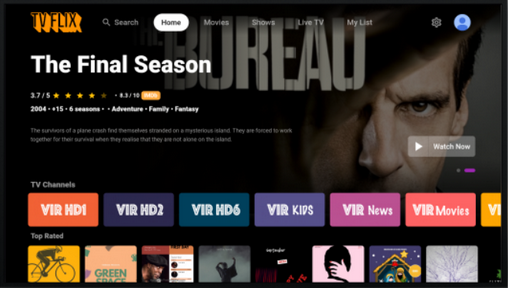 TV FLIX
Search
Home
Movies
Shows
Live TV
My List
BUREAU
The Final Season
3.7 / 5 ★ ★ ★ ★ ★ • 8.3 / 10 IMDb
2004 • +15 • 6 seasons • • Adventure • Family • Fantasy
The survivors of a plane crash find themselves stranded on a mysterious island. They are forced to work
together for their survival when they realise that they are not alone on the island.
Watch Now
TV Channels
VIR HD1
VIR HD2
VIR HD6
VIR KIDS
VIR News
VIR Movies
VI
Top Rated
GREEN
SPACE